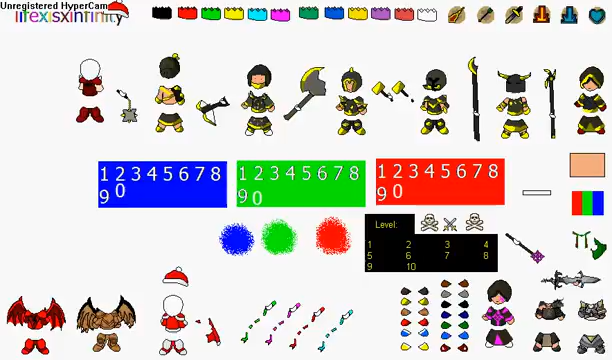 Unregistered HyperCam
lifexisxinfinity
1 2 3 4 5 6 7 8
9 0
1 2 3 4 5 6 7 8
9 0
1 2 3 4 5 6 7 8
9 0
Level:
1 2 3 4
5 6 7 8
9 10